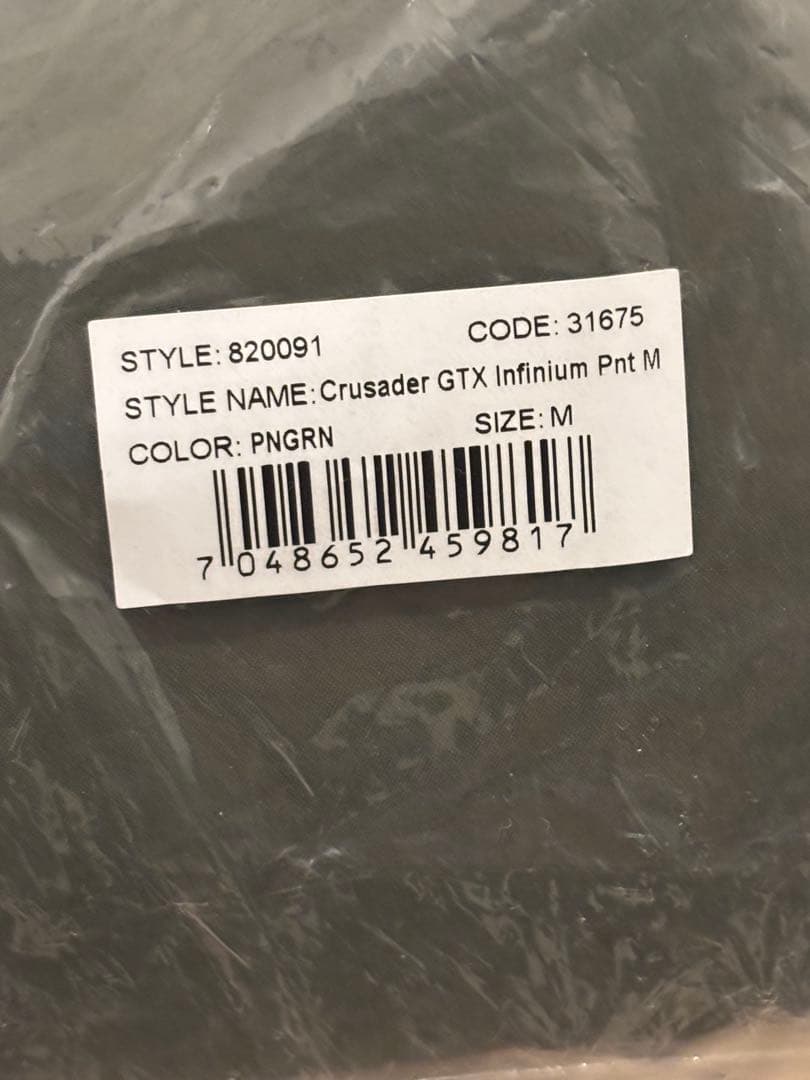 STYLE: 820091 CODE: 31675
STYLE NAME: Crusader GTX Infinium Pnt M
COLOR: PNGRN SIZE: M
7 048652 459817